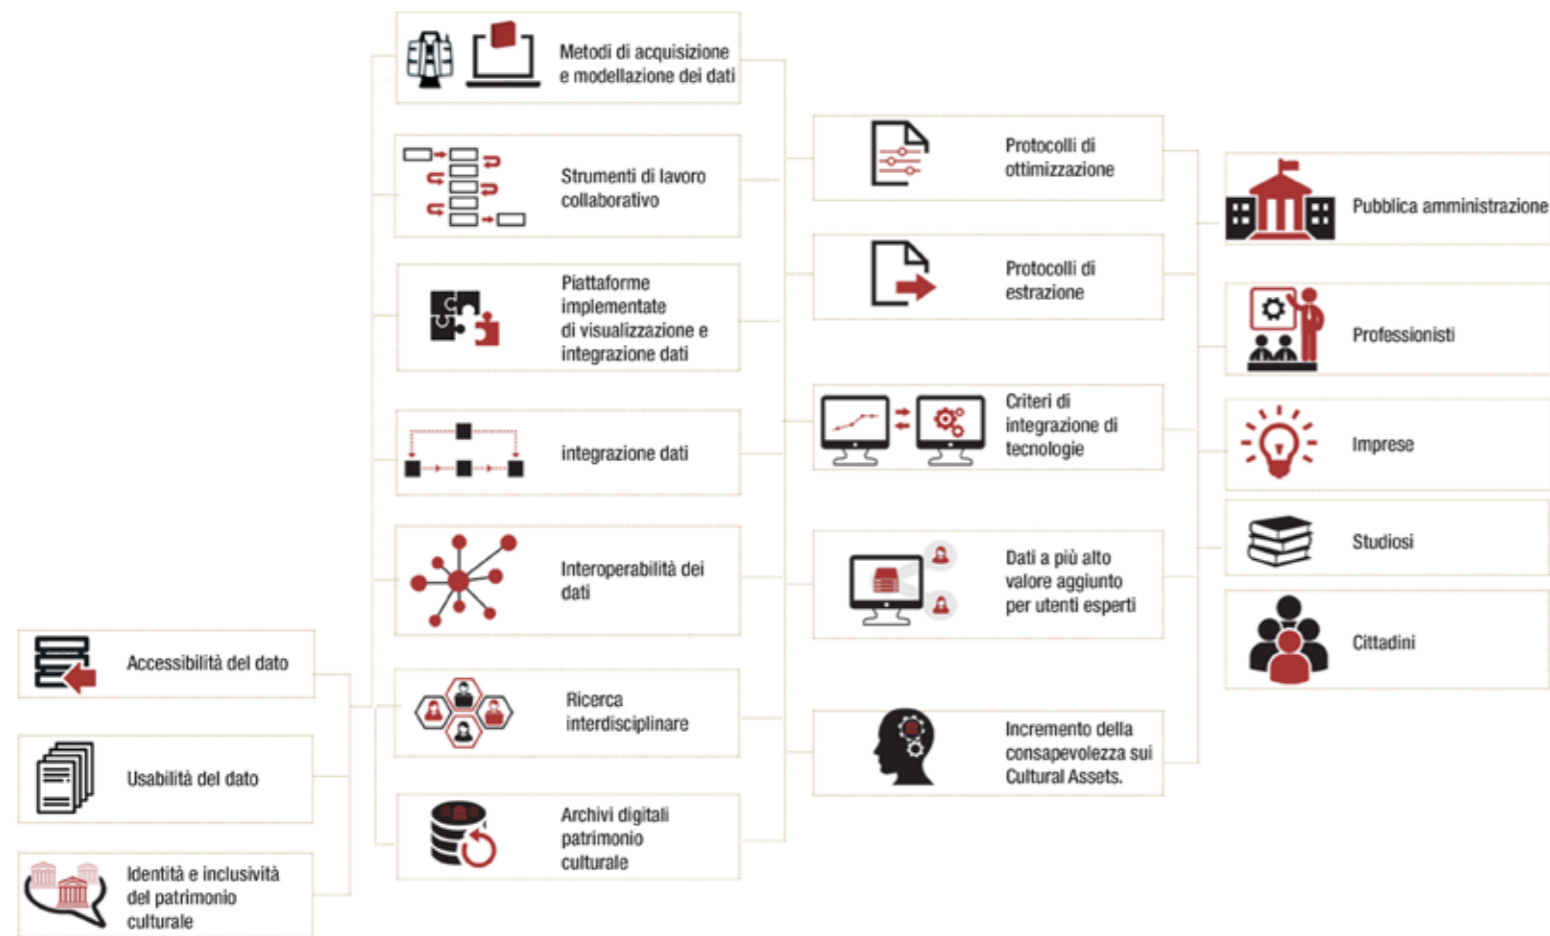 Metodi di acquisizione
e modellazione dei dati
Strumenti di lavoro
collaborativo
Piattaforme
implementate
di visualizzazione e
integrazione dati
integrazione dati
Interoperabilità dei
dati
Ricerca
interdisciplinare
Archivi digitali
patrimonio
culturale
Accessibilità del dato
Usabilità del dato
Identità e inclusività
del patrimonio
culturale
Protocolli di
ottimizzazione
Protocolli di
estrazione
Criteri di
integrazione di
tecnologie
Dati a più alto
valore aggiunto
per utenti esperti
Incremento della
consapevolezza sui
Cultural Assets.
Pubblica amministrazione
Professionisti
Imprese
Studiosi
Cittadini